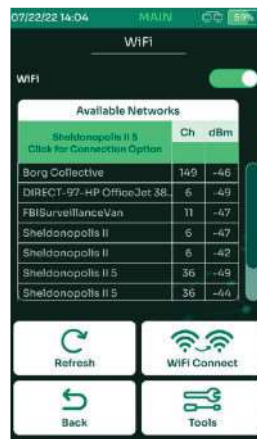 07/22/22 14:04 MAIN 59%
WiFi
WiFi
Available Networks
Sheldonopolis II 5 Ch dBm
Click for Connection Option
Borg Collective 149 -46
DIRECT-97-HP OfficeJet 38.. 6 -49
FBISurveillanceVan 11 -47
Sheldonopolis II 6 -47
Sheldonopolis II 6 -42
Sheldonopolis II 5 36 -49
Sheldonopolis II 5 36 -44
Refresh WiFi Connect
Back Tools